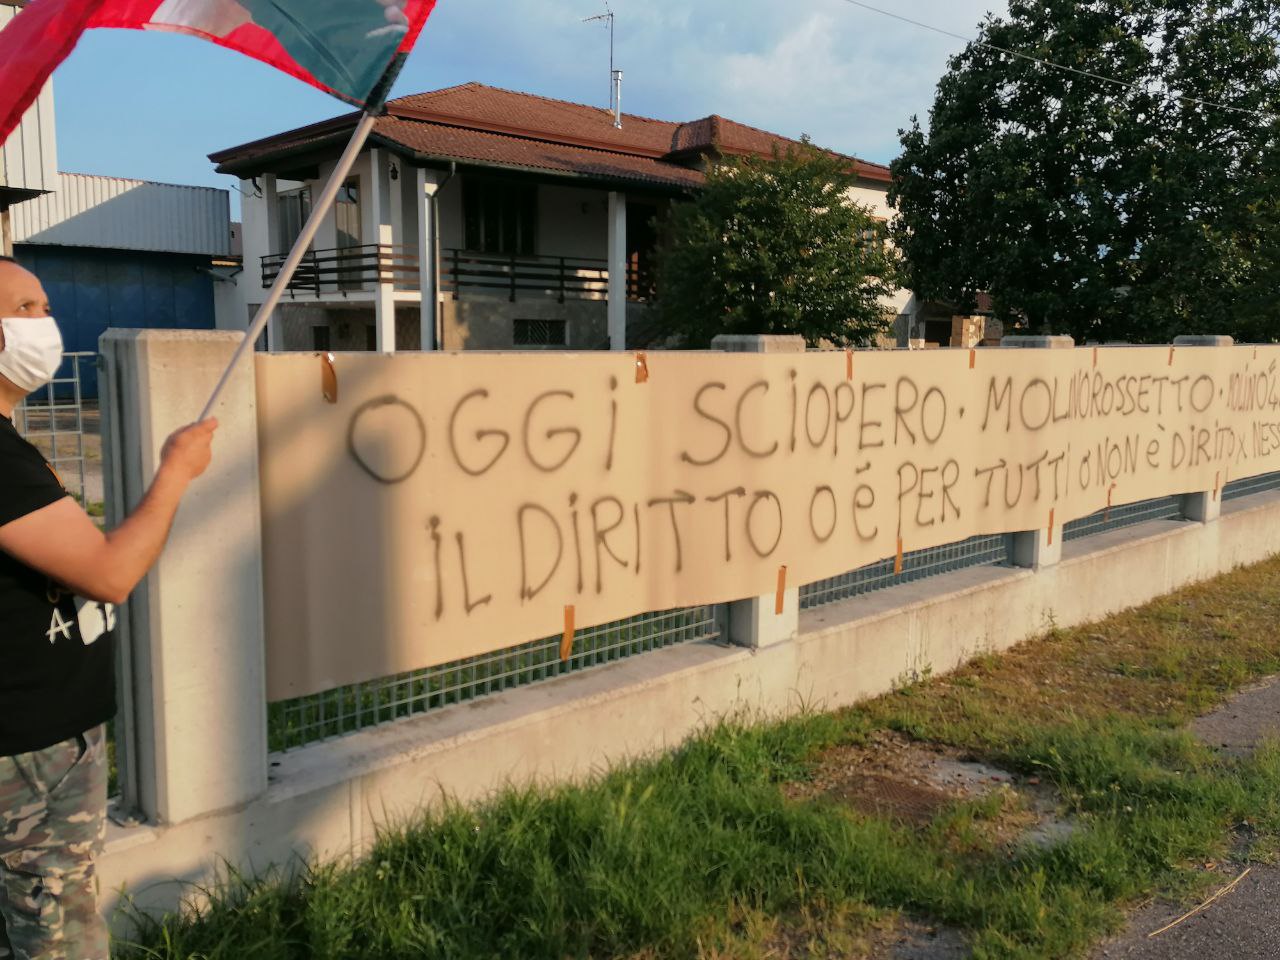 OGGI SCIOPERO. MOLINOROSSETTO.
IL DIRITTO O È PER TUTTI O NON È DIRITTO X